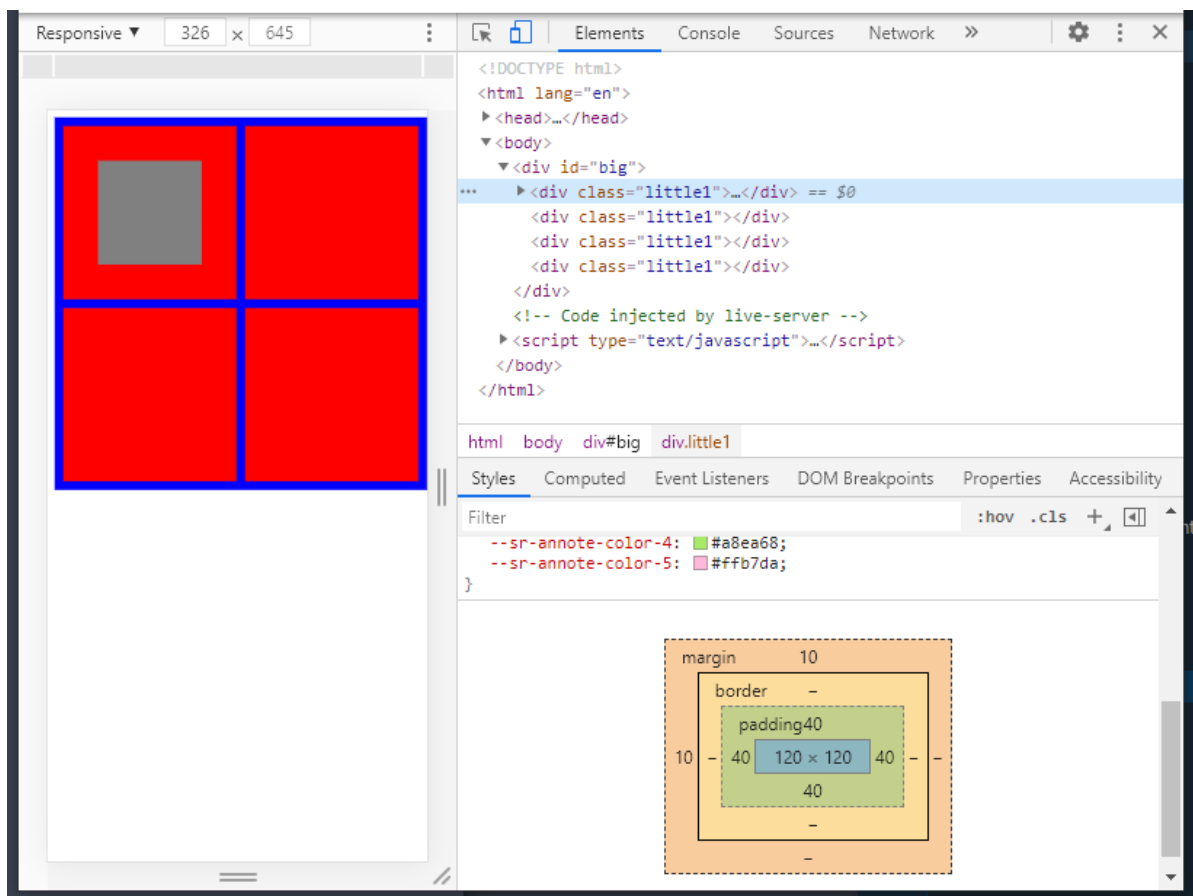 Responsive ▼ 326 x 645
Elements Console Sources Network »
<!DOCTYPE html>
<html lang="en">
▶<head>…</head>
▼<body>
▼<div id="big">
… ▶<div class="little1">…</div> == $0
<div class="little1"></div>
<div class="little1"></div>
<div class="little1"></div>
</div>
<!-- Code injected by live-server -->
▶<script type="text/javascript">…</script>
</body>
</html>
html body div#big div.little1
Styles Computed Event Listeners DOM Breakpoints Properties Accessibility
Filter :hov .cls +
--sr-annote-color-4: #a8ea68;
--sr-annote-color-5: #ffb7da;
}
margin 10
border –
padding40
10 – 40 120 × 120 40 – –
40
–
–